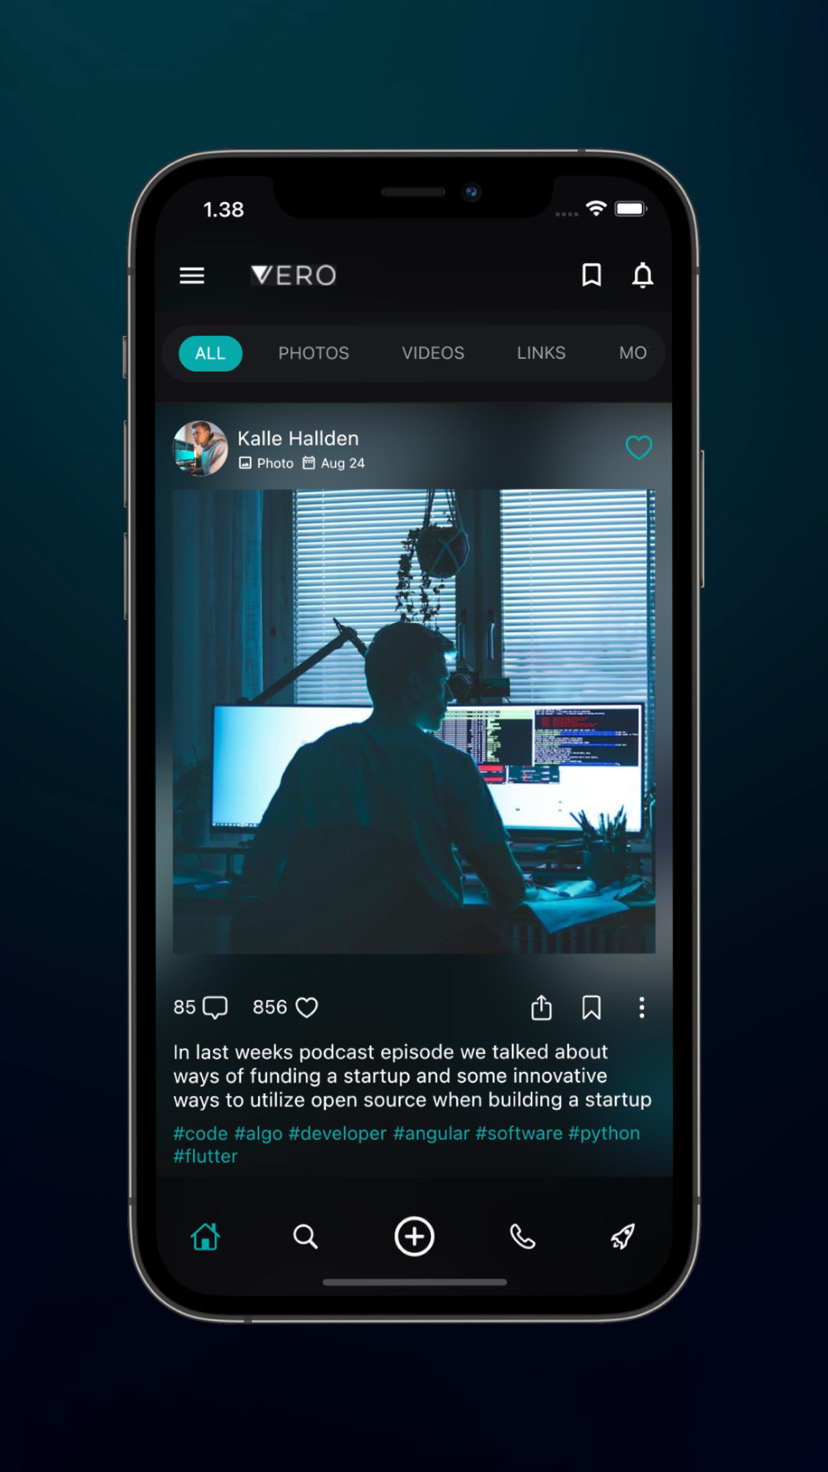 1.38
VERO
ALL PHOTOS VIDEOS LINKS MO
Kalle Hallden
Photo Aug 24
85 856
In last weeks podcast episode we talked about
ways of funding a startup and some innovative
ways to utilize open source when building a startup
#code #algo #developer #angular #software #python
#flutter